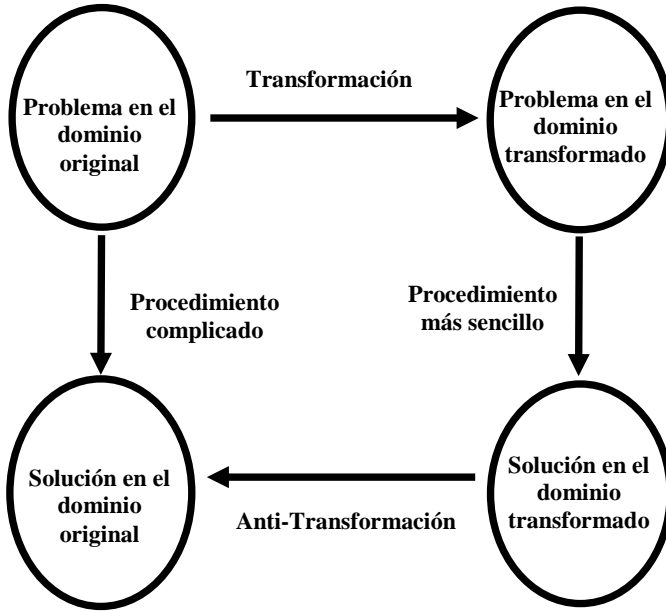 Transformación
Problema en el
dominio
original
Problema en el
dominio
transformado
Procedimiento
complicado
Procedimiento
más sencillo
Solución en el
dominio
original
Solución en el
dominio
transformado
Anti-Transformación